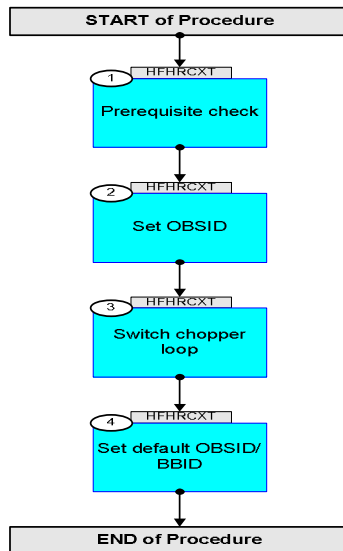 START of Procedure
HFHRCXT
1
Prerequisite check
HFHRCXT
2
Set OBSID
HFHRCXT
3
Switch chopper
loop
HFHRCXT
4
Set default OBSID/
BBID
END of Procedure